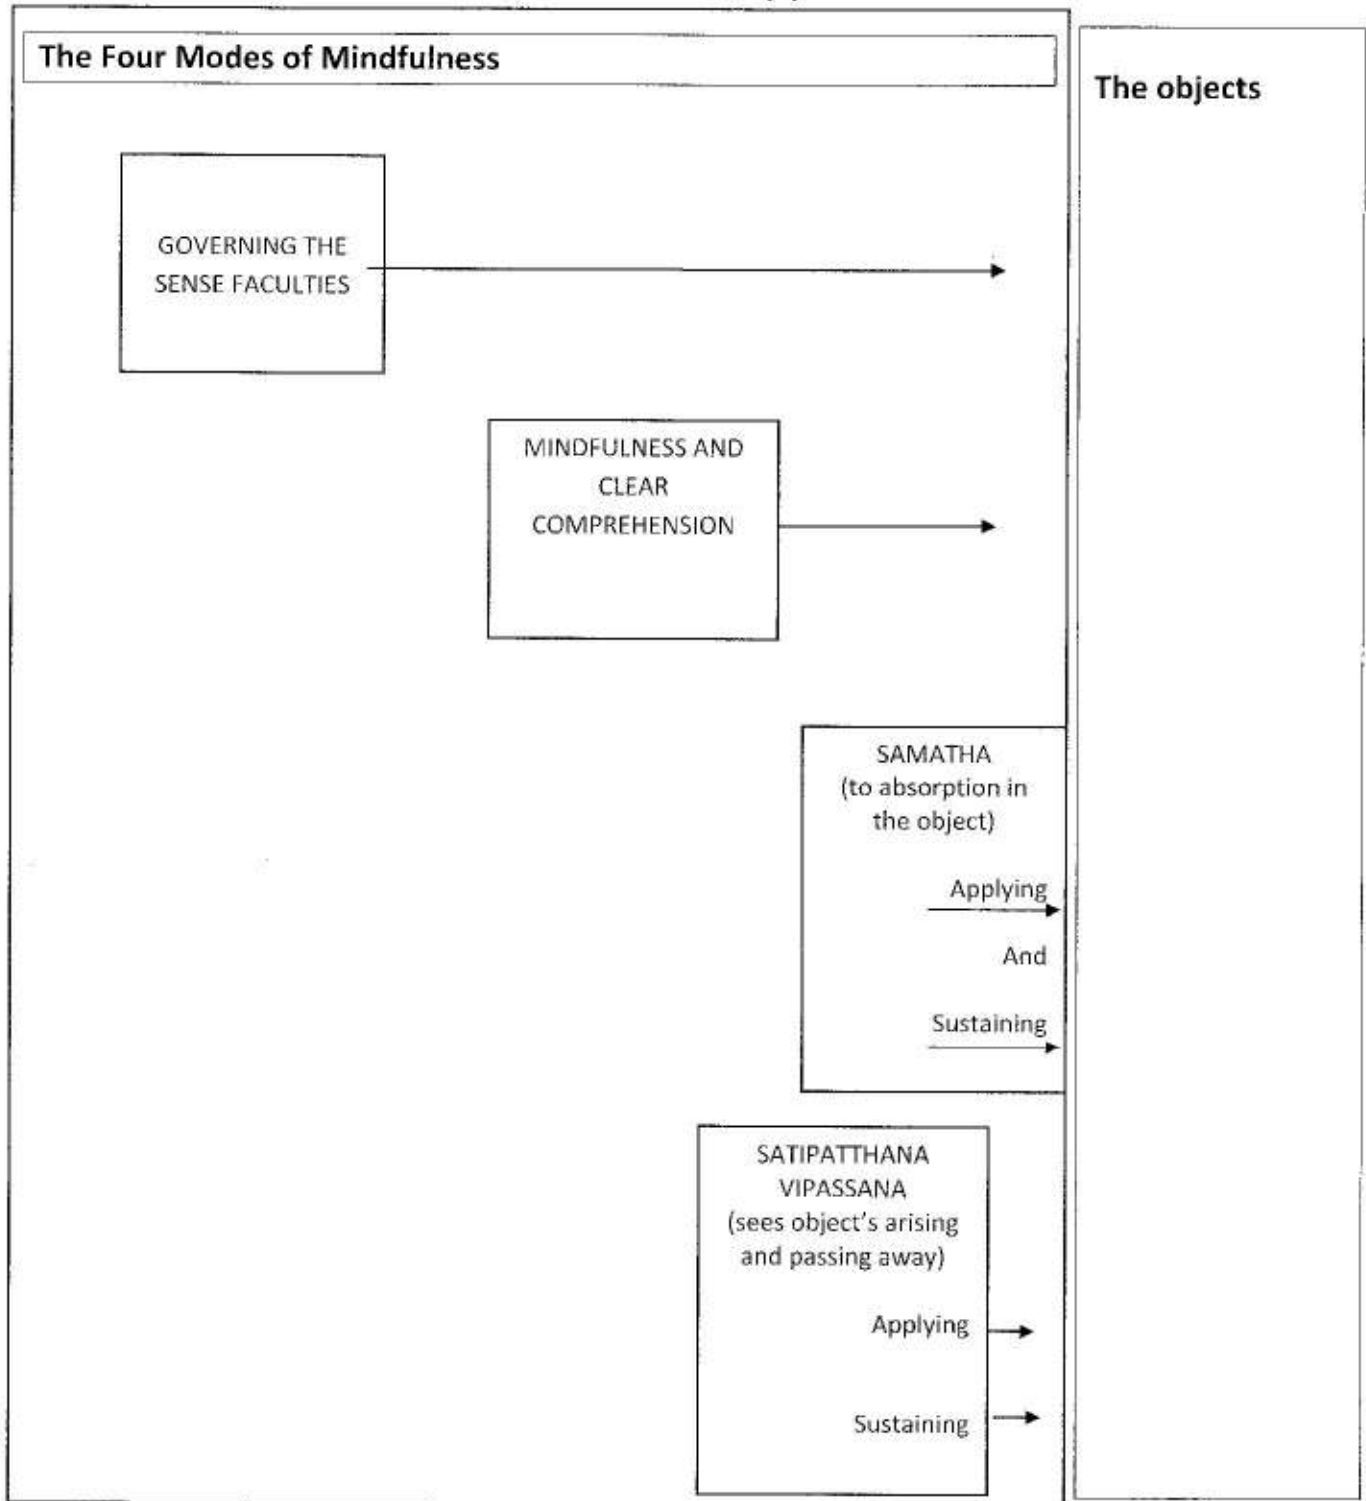 The Four Modes of Mindfulness
The objects
GOVERNING THE
SENSE FACULTIES
MINDFULNESS AND
CLEAR
COMPREHENSION
SAMATHA
(to absorption in
the object)
Applying
And
Sustaining
SATIPATTHANA
VIPASSANA
(sees object's arising
and passing away)
Applying
Sustaining